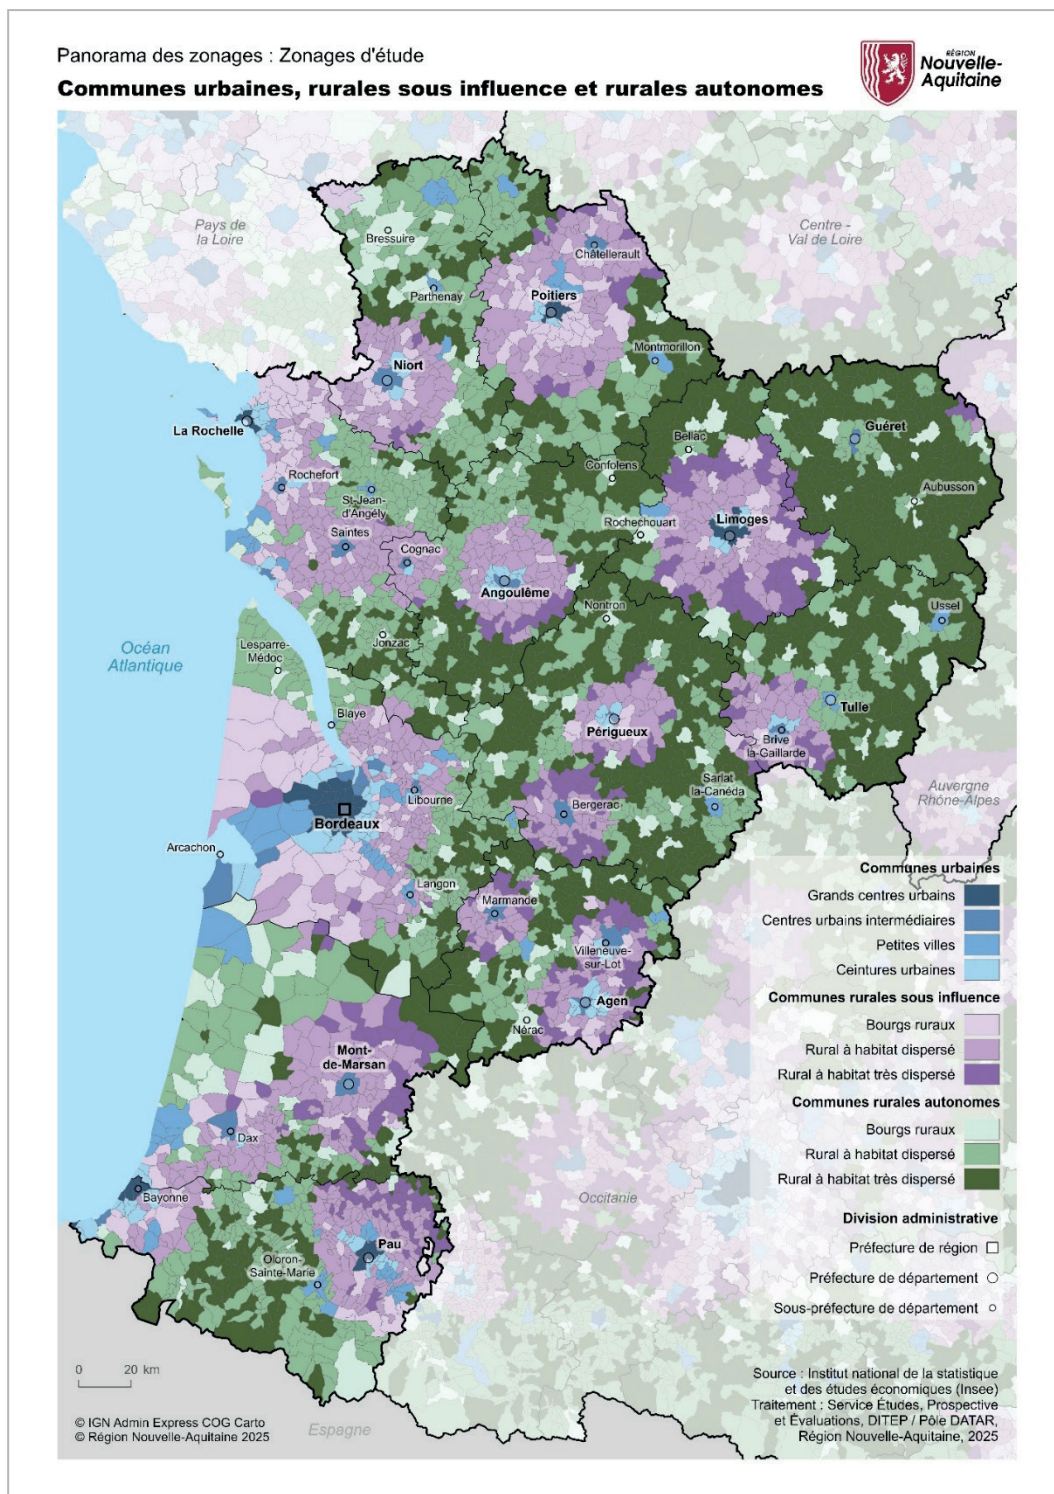 Panorama des zonages : Zonages d'étude
Communes urbaines, rurales sous influence et rurales autonomes
RÉGION
Nouvelle-
Aquitaine
Pays de
la Loire
Centre -
Val de Loire
Bressuire
Châtellerault
Parthenay
Poitiers
Montmorillon
Niort
La Rochelle
Guéret
Bellac
Confolens
Rochefort
Aubusson
St-Jean-
d'Angély
Rochechouart
Limoges
Saintes
Cognac
Angoulême
Nontron
Ussel
Océan
Atlantique
Lesparre-
Médoc
Jonzac
Blaye
Périgueux
Tulle
Brive
la-Gaillarde
Libourne
Bergerac
Sarlat
la-Canéda
Auvergne
Rhône-Alpes
Bordeaux
Arcachon
Langon
Marmande
Villeneuve-
sur-Lot
Agen
Nérac
Mont-
de-Marsan
Dax
Bayonne
Occitanie
Pau
Oloron-
Sainte-Marie
Espagne
Communes urbaines
Grands centres urbains
Centres urbains intermédiaires
Petites villes
Ceintures urbaines
Communes rurales sous influence
Bourgs ruraux
Rural à habitat dispersé
Rural à habitat très dispersé
Communes rurales autonomes
Bourgs ruraux
Rural à habitat dispersé
Rural à habitat très dispersé
Division administrative
Préfecture de région
Préfecture de département
Sous-préfecture de département
0 20 km
© IGN Admin Express COG Carto
© Région Nouvelle-Aquitaine 2025
Source : Institut national de la statistique
et des études économiques (Insee)
Traitement : Service Études, Prospective
et Évaluations, DITEP / Pôle DATAR,
Région Nouvelle-Aquitaine, 2025